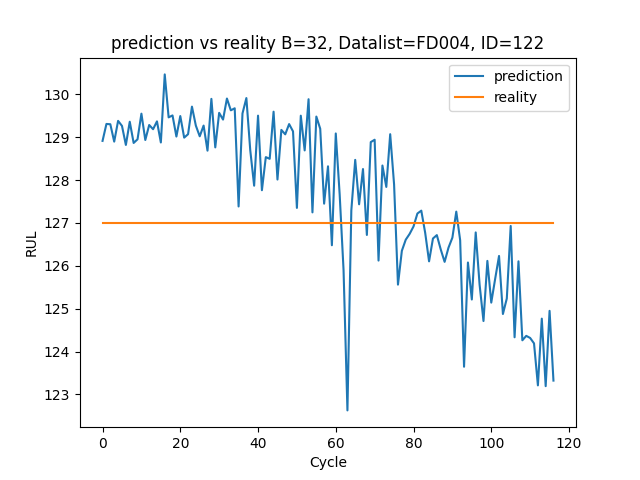 prediction vs reality B=32, Datalist=FD004, ID=122
prediction
reality
RUL
130
129
128
127
126
125
124
123
0 20 40 60 80 100 120
Cycle